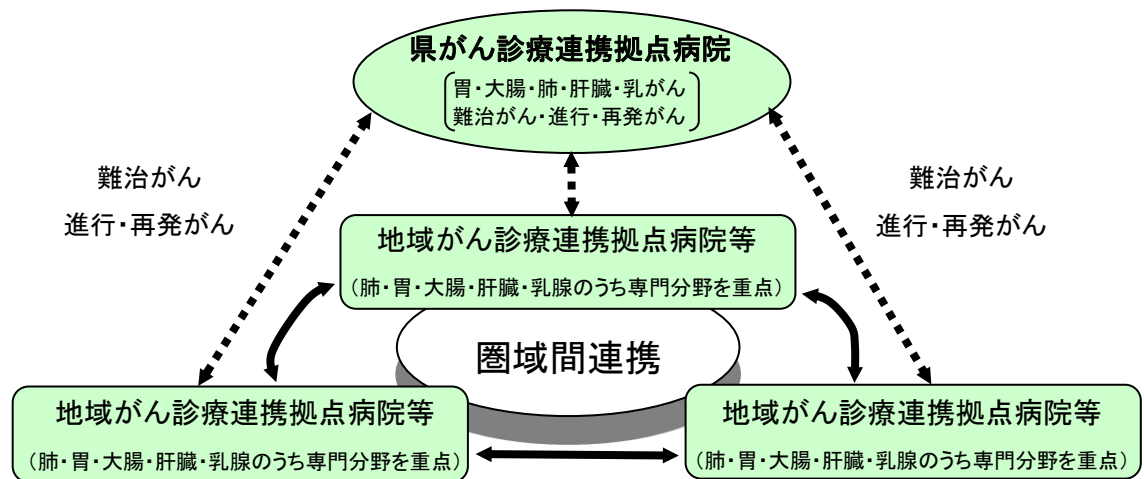 県がん診療連携拠点病院
胃・大腸・肺・肝臓・乳がん
難治がん・進行・再発がん
難治がん
進行・再発がん
難治がん
進行・再発がん
地域がん診療連携拠点病院等
（肺・胃・大腸・肝臓・乳腺のうち専門分野を重点）
圏域間連携
地域がん診療連携拠点病院等
（肺・胃・大腸・肝臓・乳腺のうち専門分野を重点）
地域がん診療連携拠点病院等
（肺・胃・大腸・肝臓・乳腺のうち専門分野を重点）